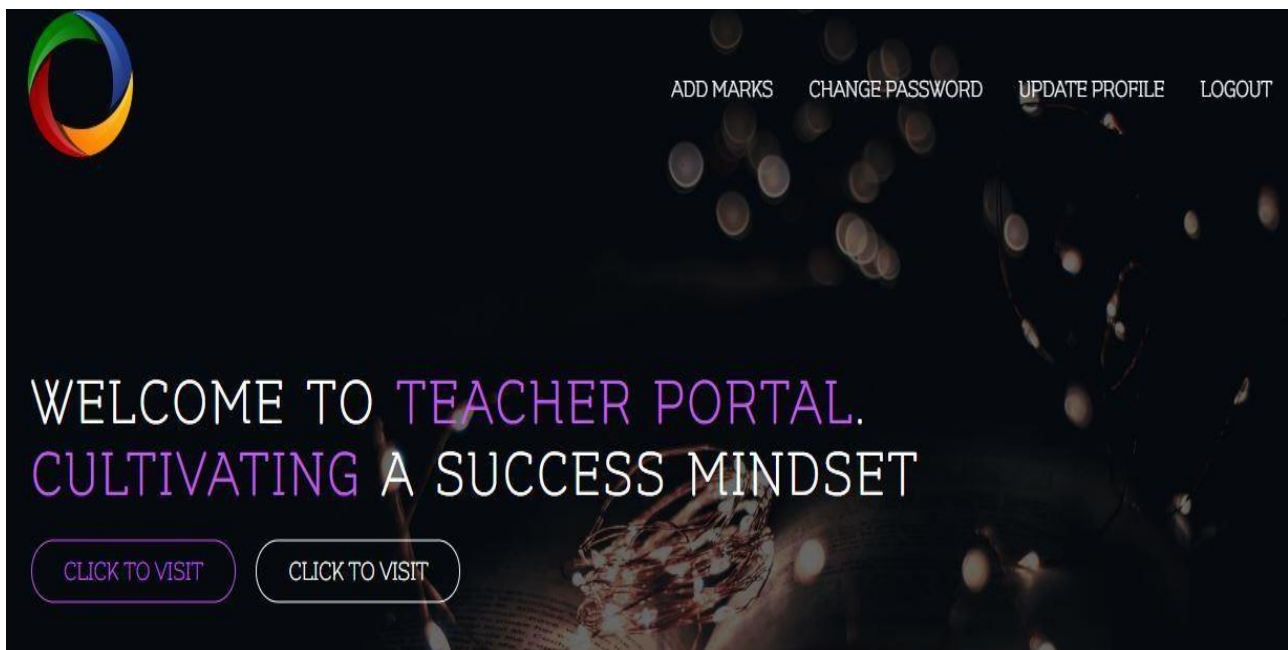 ADD MARKS CHANGE PASSWORD UPDATE PROFILE LOGOUT
WELCOME TO TEACHER PORTAL.
CULTIVATING A SUCCESS MINDSET
CLICK TO VISIT CLICK TO VISIT